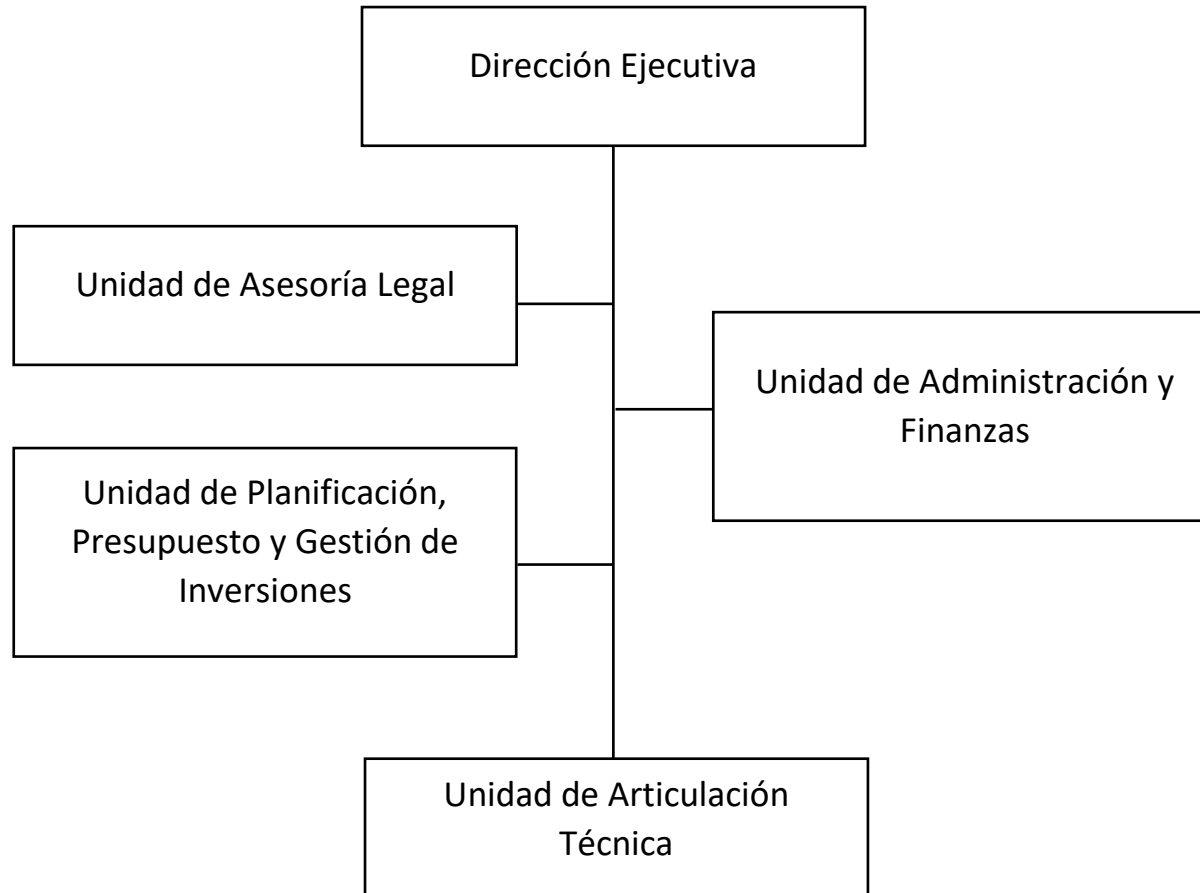 Dirección Ejecutiva
Unidad de Asesoría Legal
Unidad de Administración y
Finanzas
Unidad de Planificación,
Presupuesto y Gestión de
Inversiones
Unidad de Articulación
Técnica